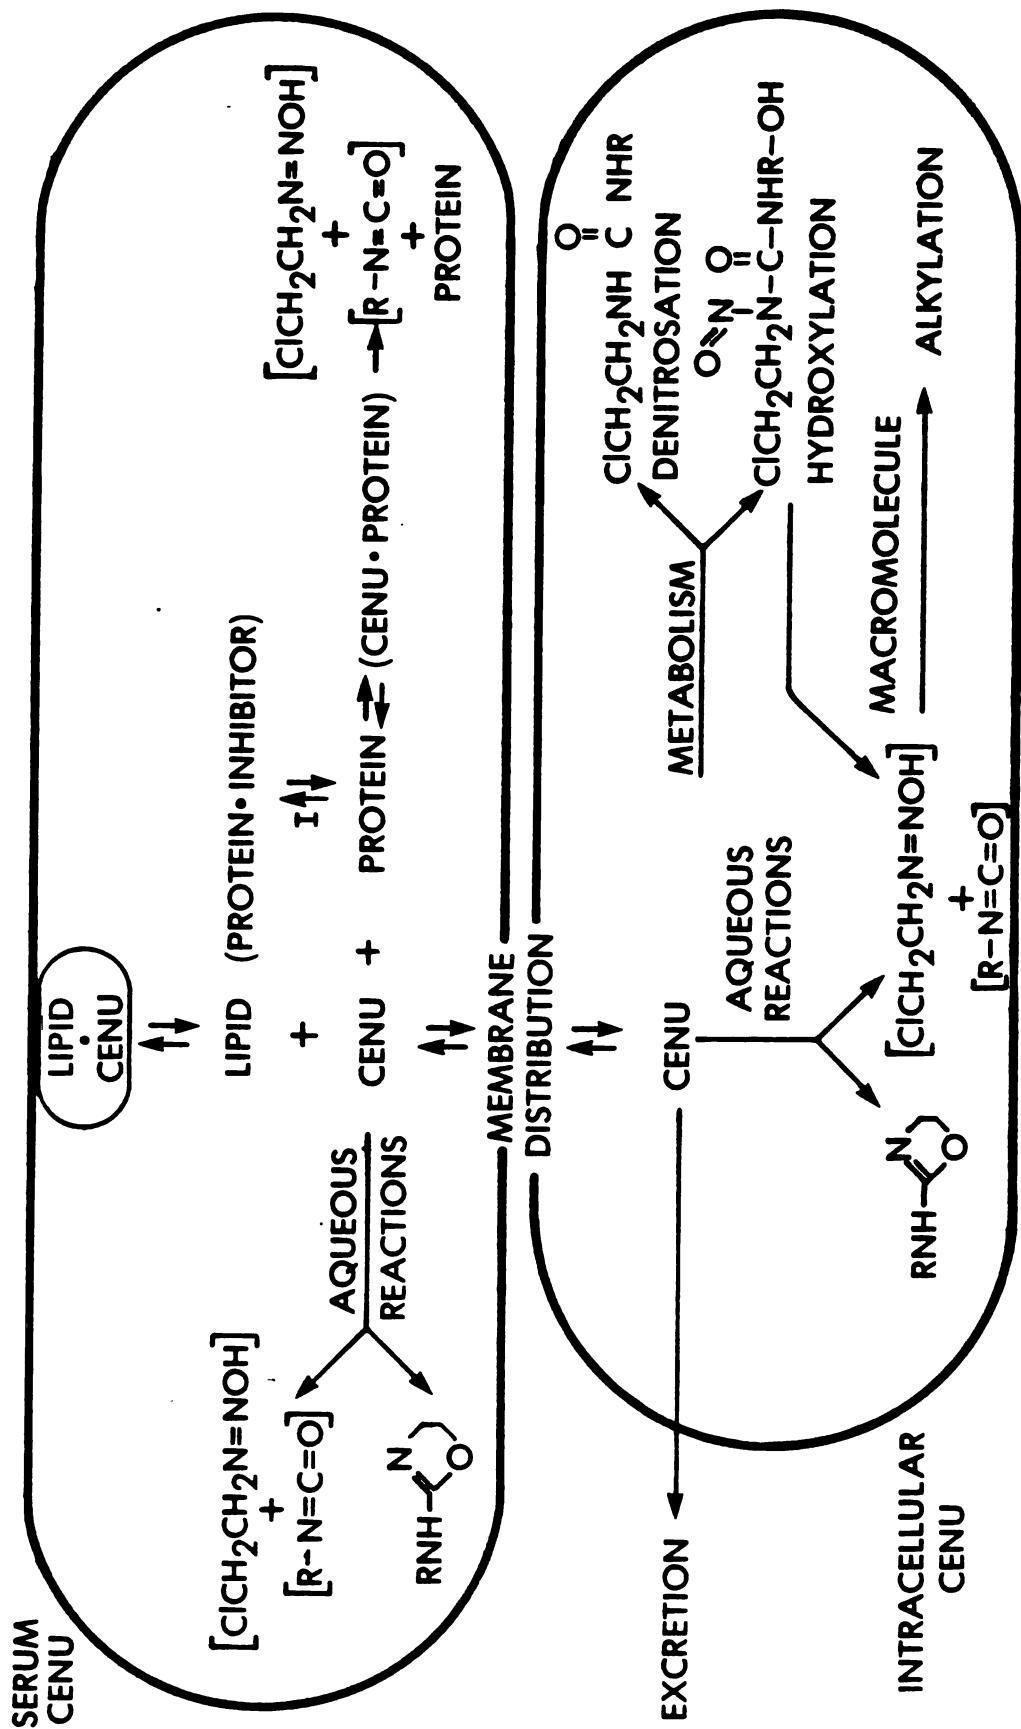 SERUM
CENU
LIPID
•
CENU
LIPID
(PROTEIN•INHIBITOR)
+
I
CENU
+
PROTEIN
(CENU•PROTEIN)
[ClCH2CH2N=NOH]
+
[R-N=C=O]
+
PROTEIN
AQUEOUS
REACTIONS
[ClCH2CH2N=NOH]
+
[R-N=C=O]
RNH
N
O
MEMBRANE
DISTRIBUTION
INTRACELLULAR
CENU
EXCRETION
CENU
AQUEOUS
REACTIONS
RNH
N
O
[ClCH2CH2N=NOH]
+
[R-N=C=O]
METABOLISM
O
ClCH2CH2NH C NHR
DENITROSATION
O=N O
ClCH2CH2N-C-NHR-OH
HYDROXYLATION
MACROMOLECULE
ALKYLATION